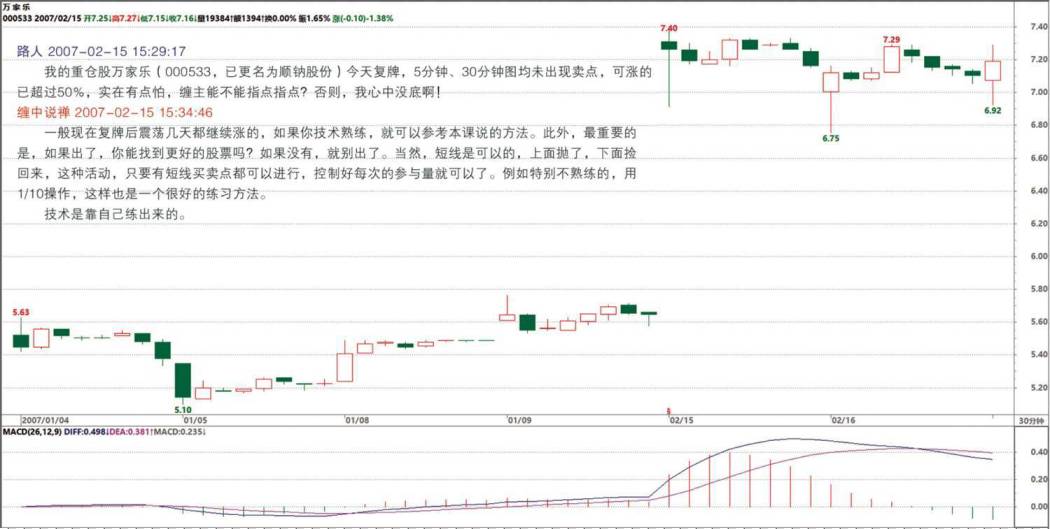 万家乐
000533 2007/02/15 开7.25↓高7.27↓低7.15↓收7.16↓量19384↑额1394↑换0.00% 振1.65% 涨(-0.10)-1.38%
7.40
7.40
7.29
路人 2007-02-15 15:29:17
7.20
我的重仓股万家乐（000533，已更名为顺钠股份）今天复牌，5分钟、30分钟图均未出现卖点，可涨的
已超过50%，实在有点怕，缠主能不能指点指点？否则，我心中没底啊！
7.00
缠中说禅 2007-02-15 15:34:46
6.92
一般现在复牌后震荡几天都继续涨的，如果你技术熟练，就可以参考本课说的方法。此外，最重要的
6.75
6.80
是，如果出了，你能找到更好的股票吗？如果没有，就别出了。当然，短线是可以的，上面抛了，下面捡
6.60
回来，这种活动，只要有短线买卖点都可以进行，控制好每次的参与量就可以了。例如特别不熟练的，用
1/10操作，这样也是一个很好的练习方法。
6.40
技术是靠自己练出来的。
6.20
6.00
5.80
5.63
5.60
5.40
5.20
5.10
2007/01/04 01/05 01/08 01/09 02/15 02/16 30分钟
MACD(26,12,9) DIFF:0.498↓DEA:0.381↑MACD:0.235↓
0.40
0.20
0.00